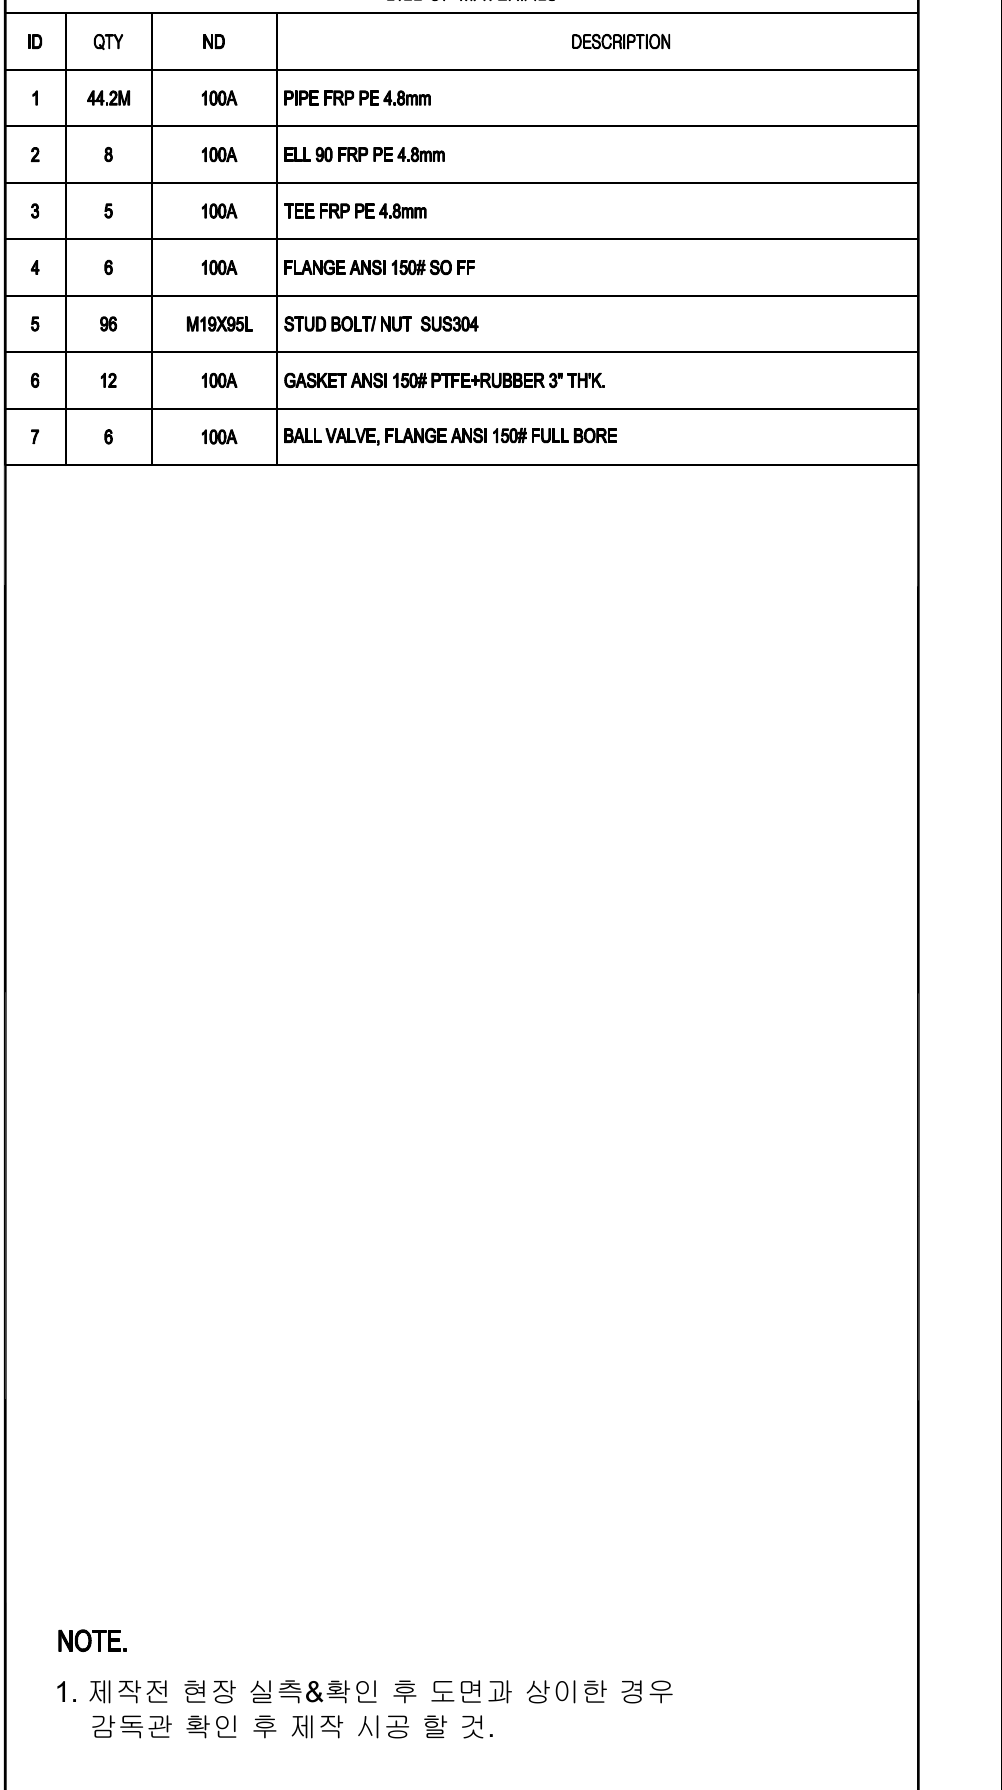 ID QTY ND DESCRIPTION
1 44.2M 100A PIPE FRP PE 4.8mm
2 8 100A ELL 90 FRP PE 4.8mm
3 5 100A TEE FRP PE 4.8mm
4 6 100A FLANGE ANSI 150# SO FF
5 96 M19X95L STUD BOLT/ NUT SUS304
6 12 100A GASKET ANSI 150# PTFE+RUBBER 3" TH'K.
7 6 100A BALL VALVE, FLANGE ANSI 150# FULL BORE
NOTE.
1. 제작전 현장 실측&확인 후 도면과 상이한 경우
감독관 확인 후 제작 시공 할 것.